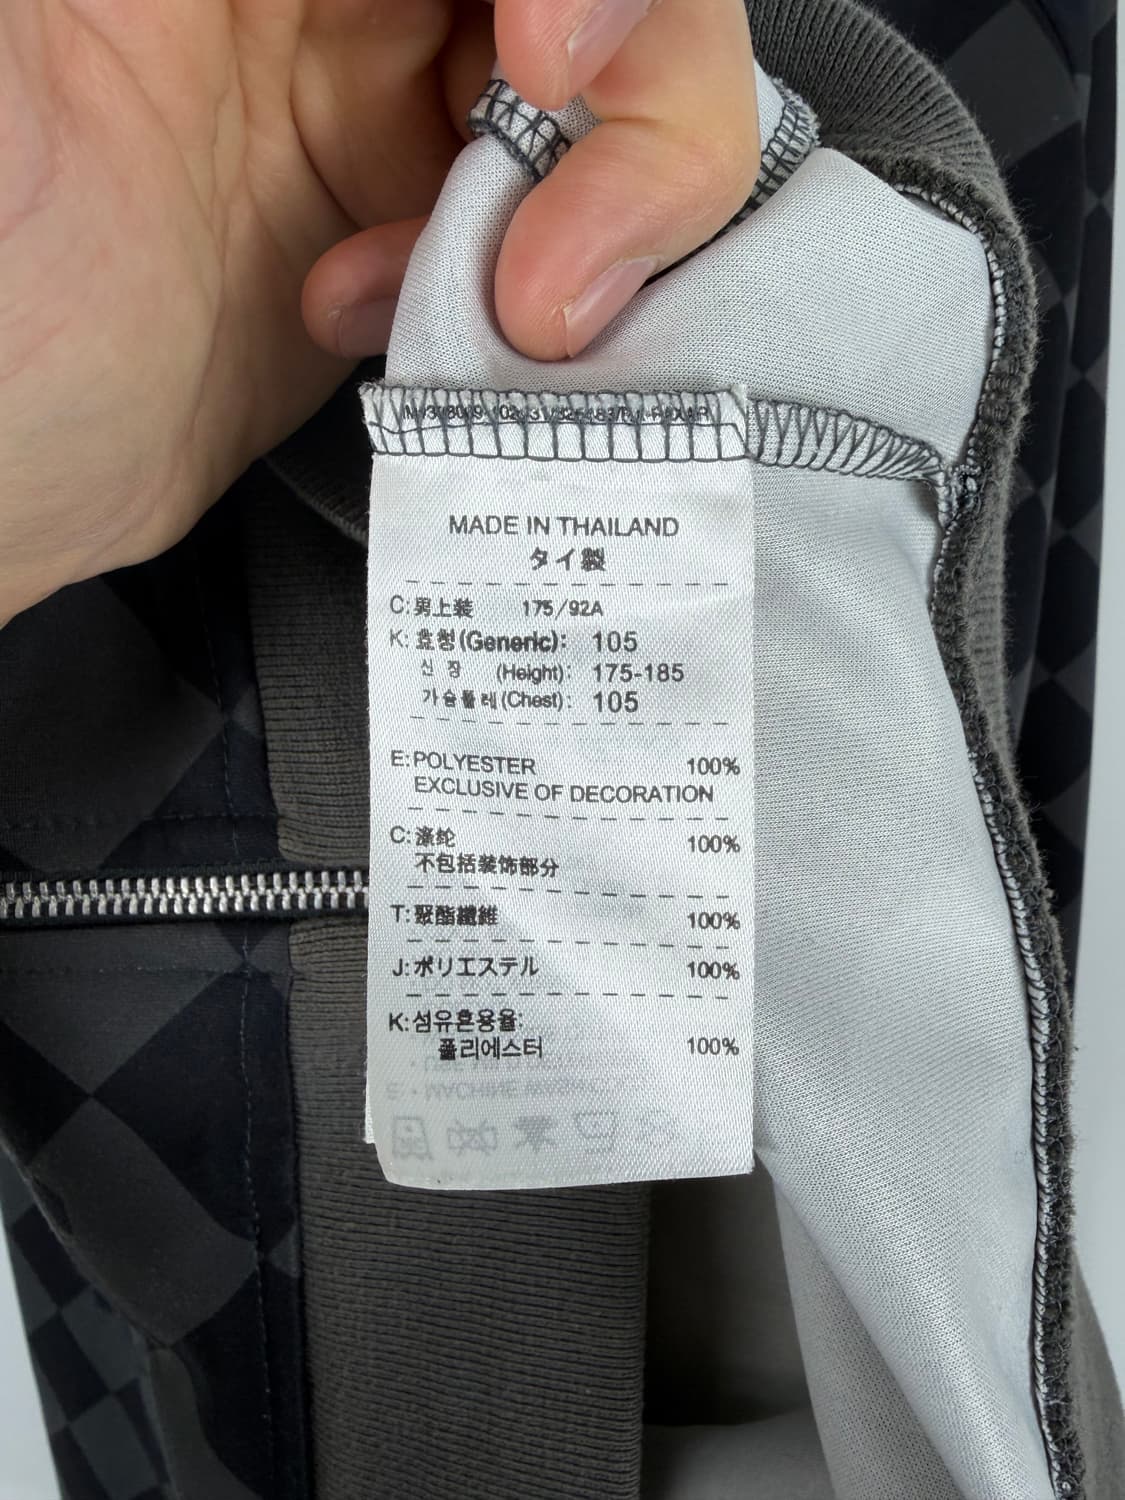 MADE IN THAILAND
タイ製
C:男上装 175/92A
K:호칭(Generic): 105
신 장 (Height): 175-185
가슴둘레(Chest): 105
E:POLYESTER 100%
EXCLUSIVE OF DECORATION
C:涤纶 100%
不包括装饰部分
T:聚酯纖維 100%
J:ポリエステル 100%
K:섬유혼용율:
폴리에스터 100%